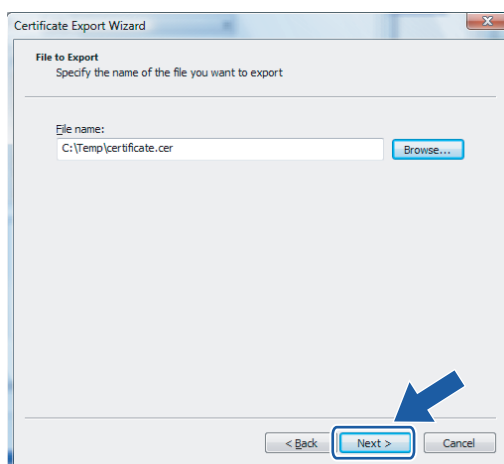 Certificate Export Wizard
File to Export
Specify the name of the file you want to export
File name:
C:\Temp\certificate.cer
Browse...
< Back
Next >
Cancel